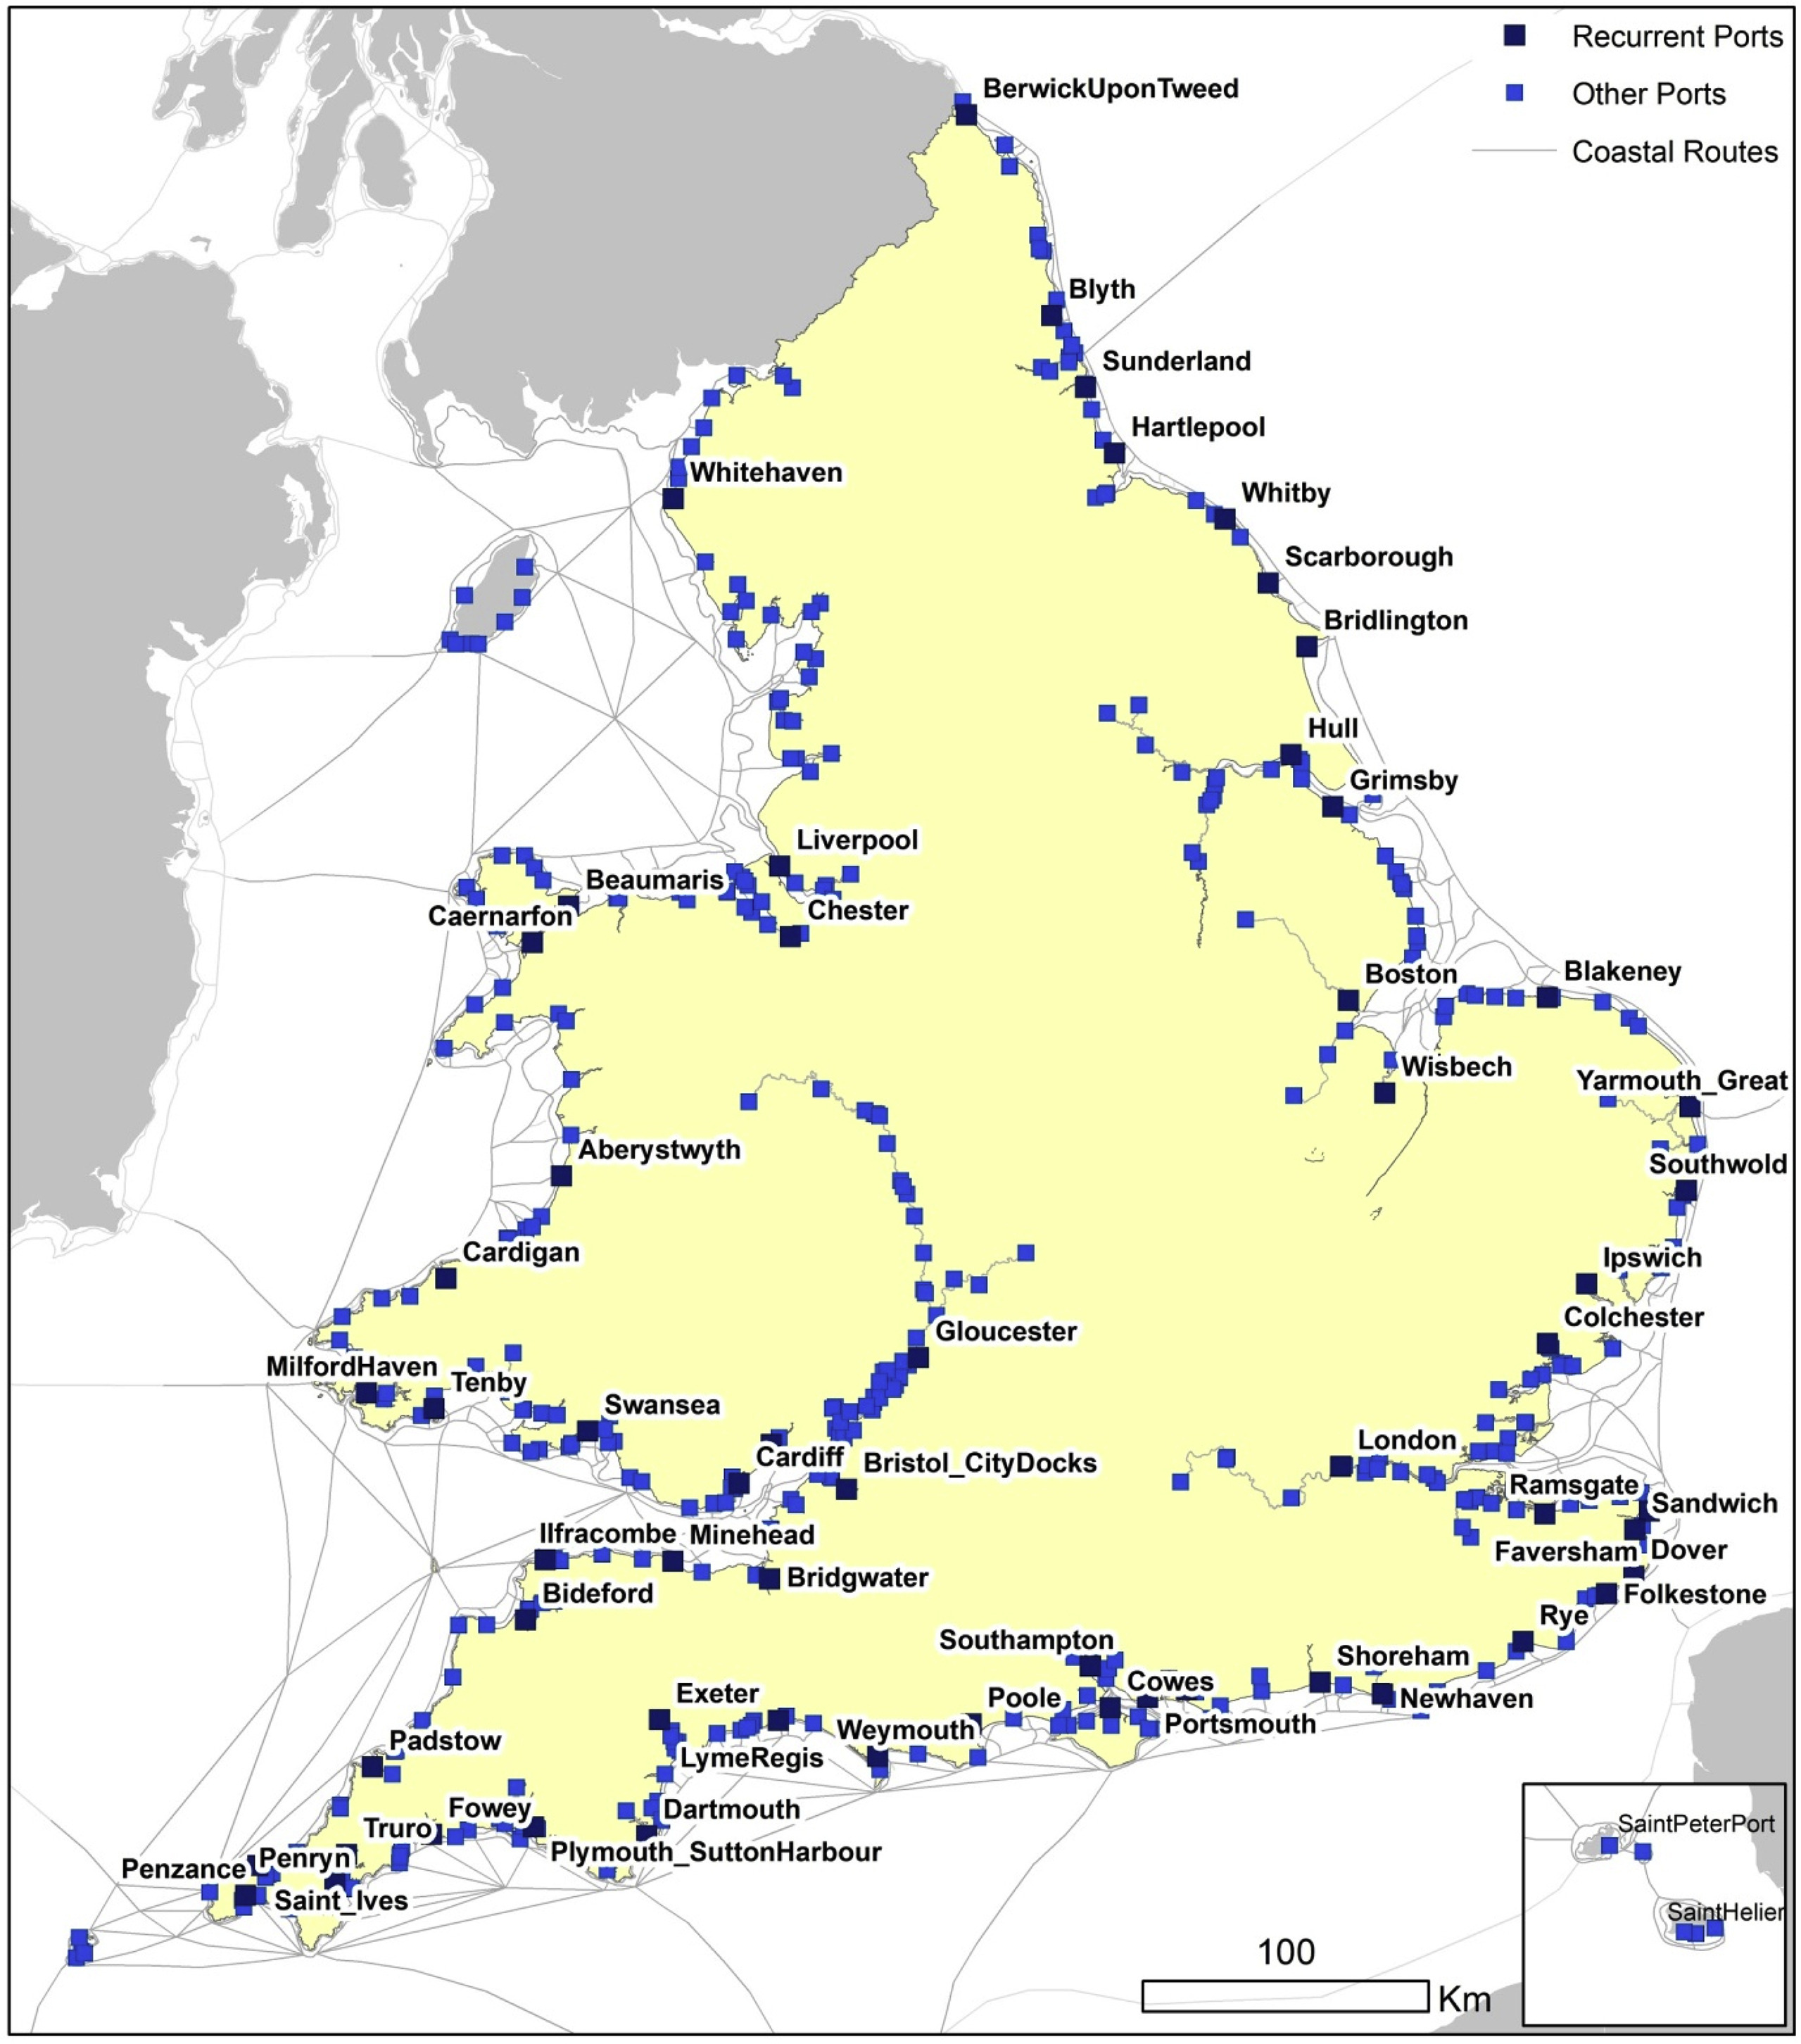 Recurrent Ports
BerwickUponTweed
Other Ports
Coastal Routes
Blyth
Sunderland
Hartlepool
Whitehaven
Whitby
Scarborough
Bridlington
Hull
Grimsby
Liverpool
Beaumaris
Chester
Caernarfon
Boston
Blakeney
Wisbech
Yarmouth_Great
Aberystwyth
Southwold
Cardigan
Ipswich
Colchester
Gloucester
MilfordHaven
Tenby
Swansea
London
Cardiff
Bristol_CityDocks
Ramsgate
Sandwich
Ilfracombe
Minehead
Faversham
Dover
Bridgwater
Bideford
Folkestone
Rye
Southampton
Shoreham
Cowes
Exeter
Poole
Newhaven
Portsmouth
Weymouth
Padstow
LymeRegis
Fowey
Dartmouth
Truro
SaintPeterPort
Plymouth_SuttonHarbour
Penryn
Penzance
Saint_Ives
SaintHelier
100
Km